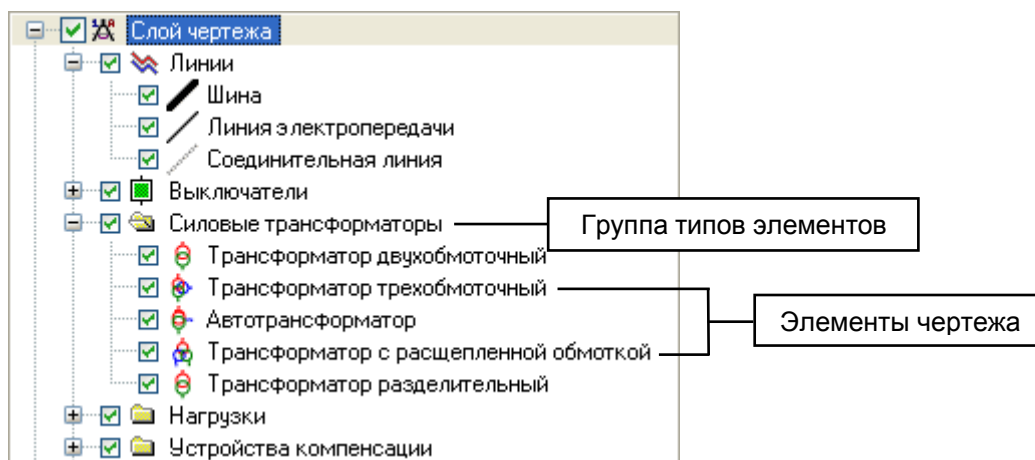 Слой чертежа
Линии
Шина
Линия электропередачи
Соединительная линия
Выключатели
Силовые трансформаторы
Группа типов элементов
Трансформатор двухобмоточный
Трансформатор трехобмоточный
Элементы чертежа
Автотрансформатор
Трансформатор с расщепленной обмоткой
Трансформатор разделительный
Нагрузки
Устройства компенсации